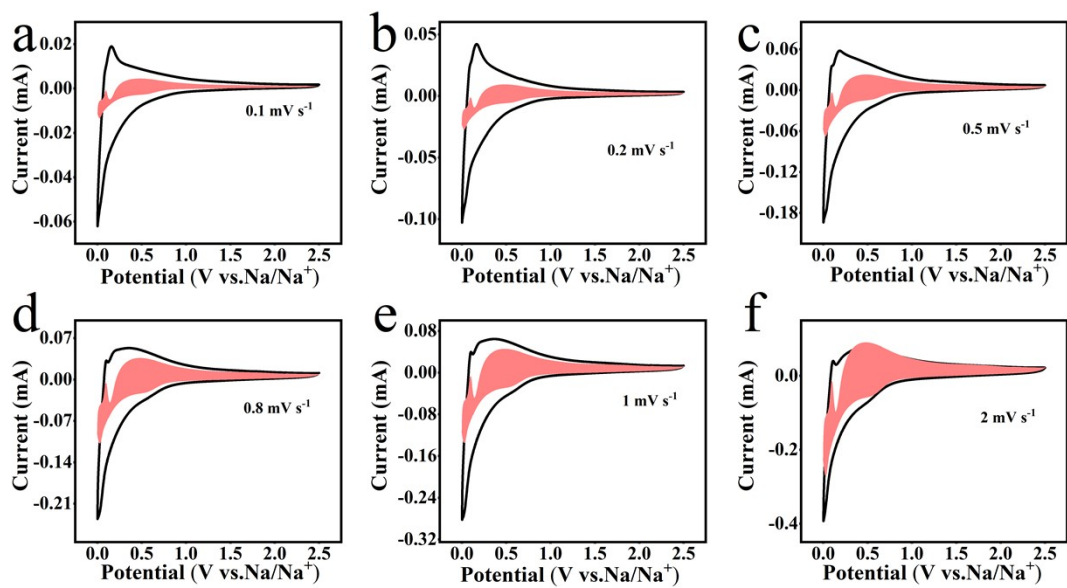 a
0.02
0.00
-0.02
-0.04
-0.06
Current (mA)
0.1 mV s⁻¹
0.0 0.5 1.0 1.5 2.0 2.5
Potential (V vs.Na/Na⁺)
b
0.05
0.00
-0.05
-0.10
Current (mA)
0.2 mV s⁻¹
0.0 0.5 1.0 1.5 2.0 2.5
Potential (V vs.Na/Na⁺)
c
0.06
0.00
-0.06
-0.12
-0.18
Current (mA)
0.5 mV s⁻¹
0.0 0.5 1.0 1.5 2.0 2.5
Potential (V vs.Na/Na⁺)
d
0.07
0.00
-0.07
-0.14
-0.21
Current (mA)
0.8 mV s⁻¹
0.0 0.5 1.0 1.5 2.0 2.5
Potential (V vs.Na/Na⁺)
e
0.08
0.00
-0.08
-0.16
-0.24
-0.32
Current (mA)
1 mV s⁻¹
0.0 0.5 1.0 1.5 2.0 2.5
Potential (V vs.Na/Na⁺)
f
0.0
-0.2
-0.4
Current (mA)
2 mV s⁻¹
0.0 0.5 1.0 1.5 2.0 2.5
Potential (V vs.Na/Na⁺)